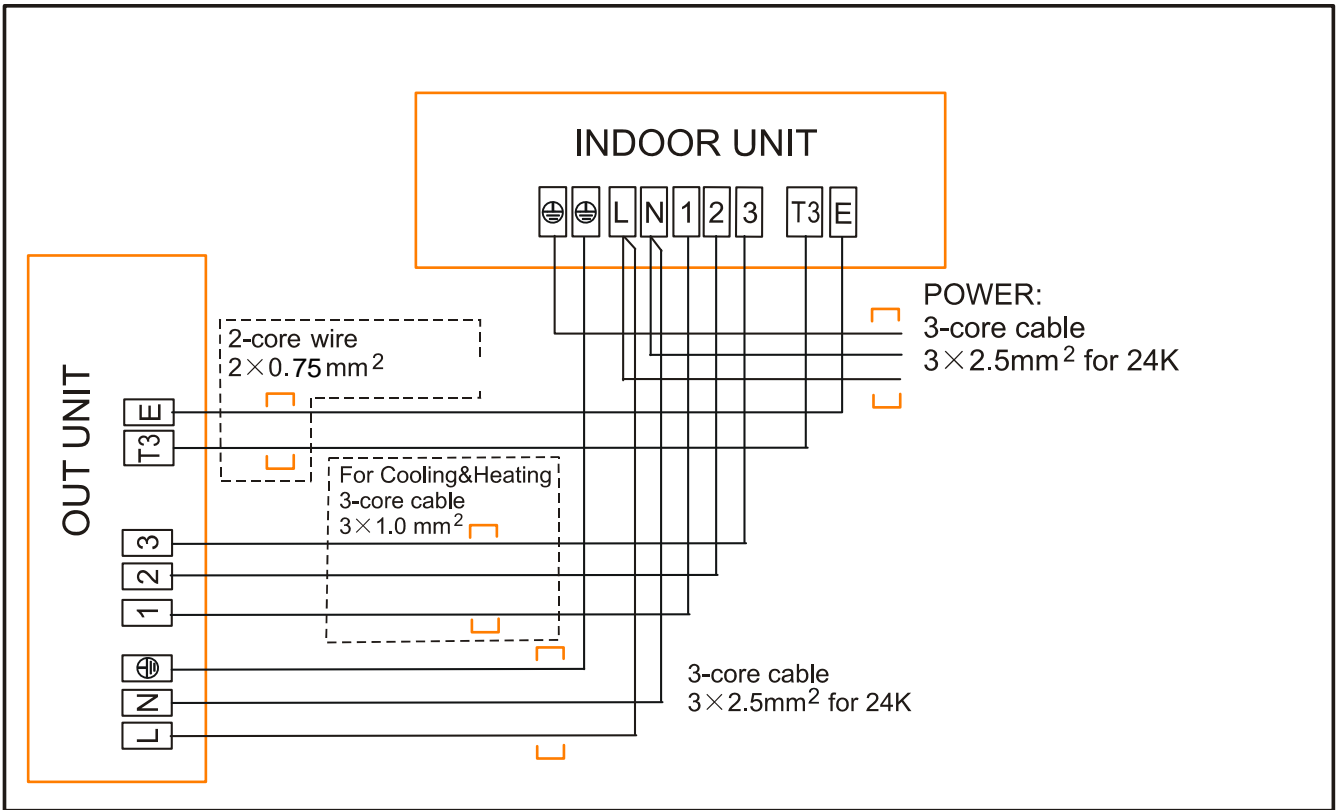 INDOOR UNIT
L N 1 2 3 T3 E
POWER:
3-core cable
3×2.5mm² for 24K
2-core wire
2×0.75mm²
OUT UNIT
E
T3
For Cooling&Heating
3-core cable
3×1.0 mm²
3
2
1
N
L
3-core cable
3×2.5mm² for 24K